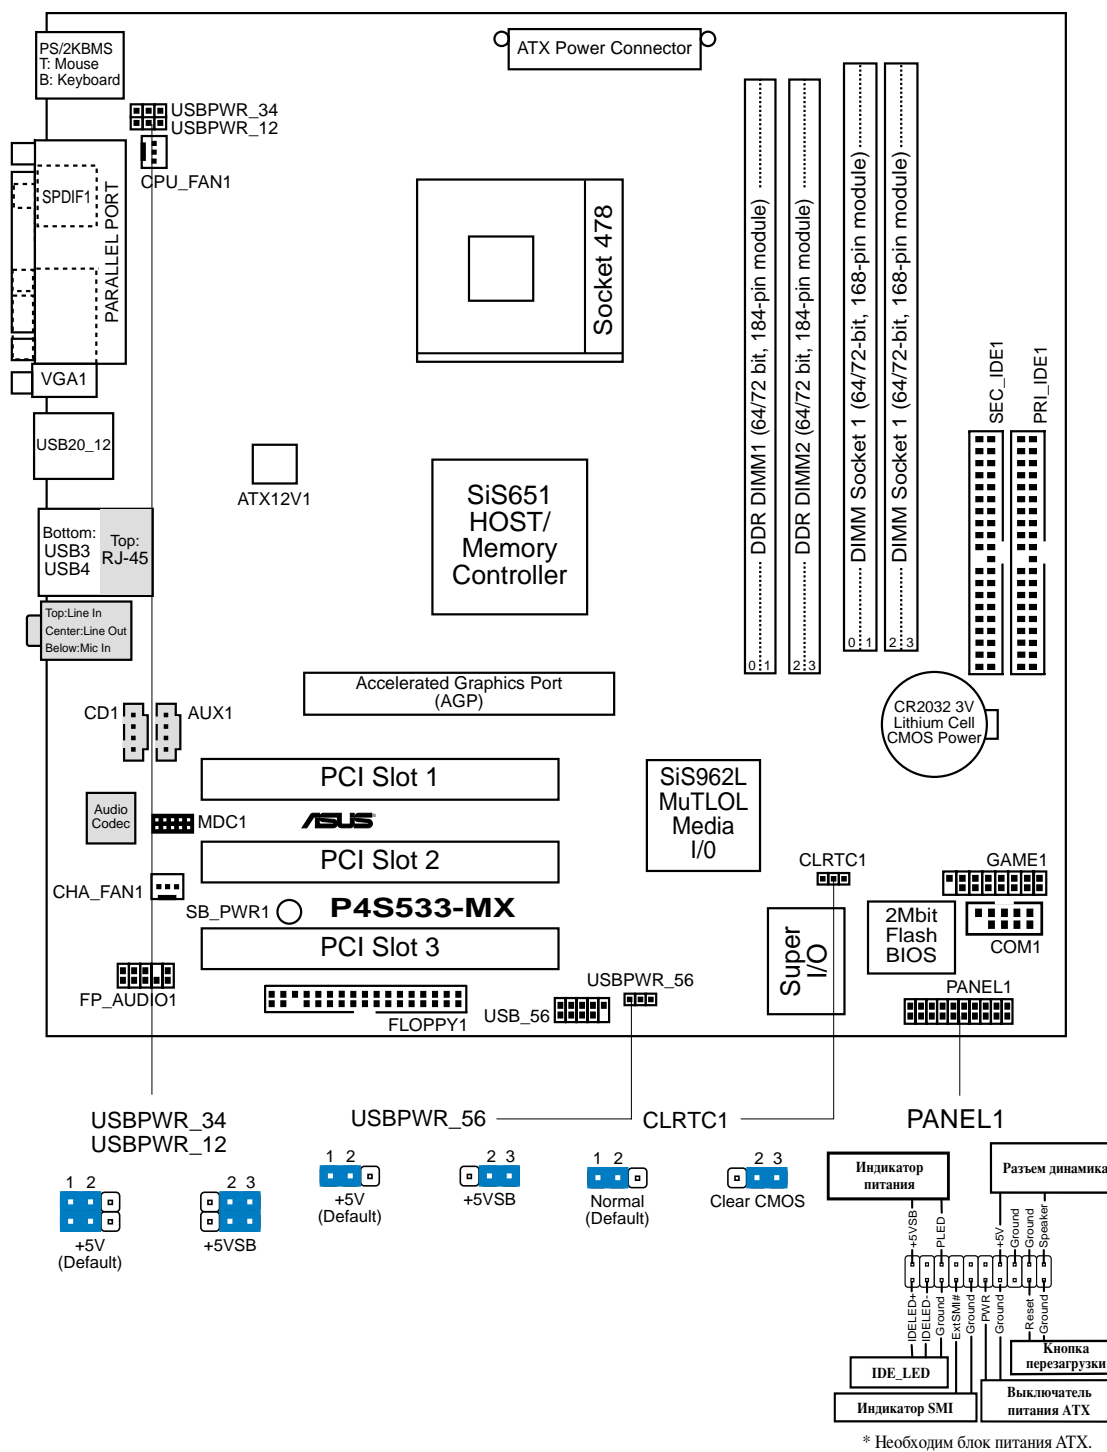 PS/2KBMS
T: Mouse
B: Keyboard
ATX Power Connector
USBPWR_34
USBPWR_12
CPU_FAN1
SPDIF1
PARALLEL PORT
Socket 478
DDR DIMM1 (64/72 bit, 184-pin module)
DDR DIMM2 (64/72 bit, 184-pin module)
DIMM Socket 1 (64/72-bit, 168-pin module)
DIMM Socket 1 (64/72-bit, 168-pin module)
SEC_IDE1
PRI_IDE1
VGA1
USB20_12
ATX12V1
SiS651
HOST/
Memory
Controller
Bottom:
USB3
USB4
Top:
RJ-45
Top:Line In
Center:Line Out
Below:Mic In
0 1
2 3
0 1
2 3
Accelerated Graphics Port
(AGP)
CD1
AUX1
CR2032 3V
Lithium Cell
CMOS Power
PCI Slot 1
SiS962L
MuTLOL
Media
I/0
Audio
Codec
MDC1
ASUS
PCI Slot 2
CLRTC1
GAME1
CHA_FAN1
SB_PWR1
P4S533-MX
2Mbit
Flash
BIOS
COM1
PCI Slot 3
Super
I/O
FP_AUDIO1
FLOPPY1
USB_56
USBPWR_56
PANEL1
USBPWR_34
USBPWR_12
USBPWR_56
CLRTC1
PANEL1
1 2
+5V
(Default)
2 3
+5VSB
1 2
+5V
(Default)
2 3
+5VSB
1 2
Normal
(Default)
2 3
Clear CMOS
Индикатор
питания
Разъем динамика
+5VSB
PLED
+5V
Ground
Ground
Speaker
IDELED+
IDELED-
Ground
ExtSMI#
Ground
PWR
Ground
Reset
Ground
Кнопка
перезагрузки
IDE_LED
Индикатор SMI
Выключатель
питания ATX
* Необходим блок питания ATX.